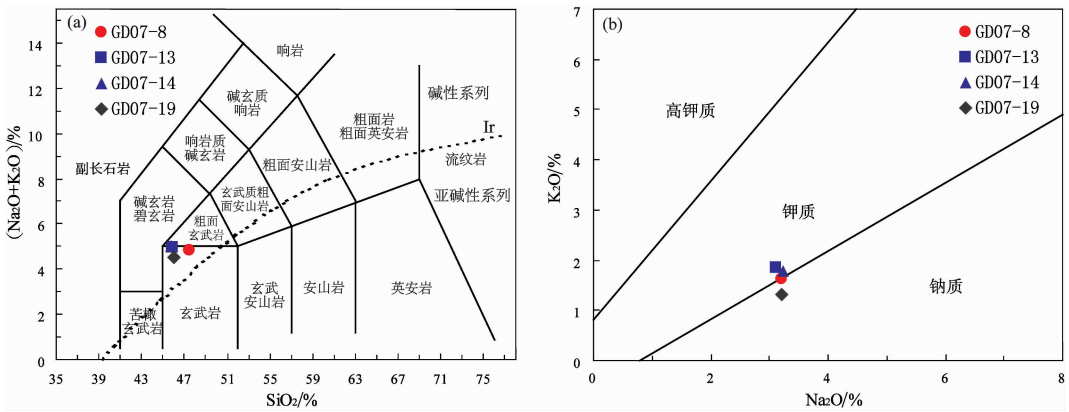 (a)
GD07-8
GD07-13
GD07-14
GD07-19
响岩
碱玄质
响岩
响岩质
碱玄岩
副长石岩
碱玄岩
碧玄岩
粗面岩
粗面英安岩
碱性系列
Ir
流纹岩
亚碱性系列
粗面安山岩
玄武质粗
面安山岩
粗面
玄武岩
苦橄
玄武岩
玄武岩
玄武
安山岩
安山岩
英安岩
(Na₂O+K₂O)/%
14
12
10
8
6
4
2
0
35 39 43 47 51 55 59 63 67 71 75
SiO₂/%
(b)
GD07-8
GD07-13
GD07-14
GD07-19
高钾质
钾质
钠质
K₂O/%
7
6
5
4
3
2
1
0
0 2 4 6 8
Na₂O/%